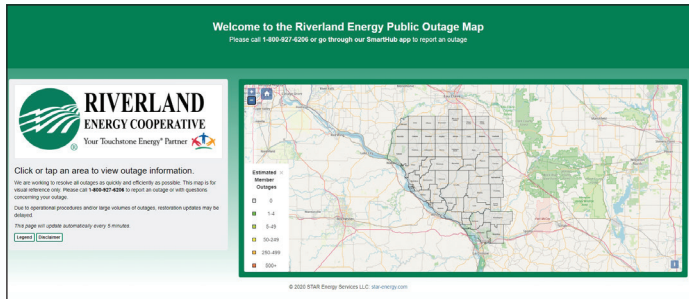 Welcome to the Riverland Energy Public Outage Map
Please call 1-800-927-6206 or go through our SmartHub app to report an outage
RIVERLAND
ENERGY COOPERATIVE
Your Touchstone Energy® Partner
Click or tap an area to view outage information.
We are working to resolve all outages as quickly and efficiently as possible. This map is for
visual reference only. Please call 1-800-927-6206 to report an outage or with questions
concerning your outage.
Due to operational procedures and/or large volumes of outages, restoration updates may be
delayed.
This page will update automatically every 5 minutes
Legend Disclaimer
Estimated
Member
Outages
0
1-4
5-49
50-249
250-499
500+
© 2020 STAR Energy Services LLC. star-energy.com